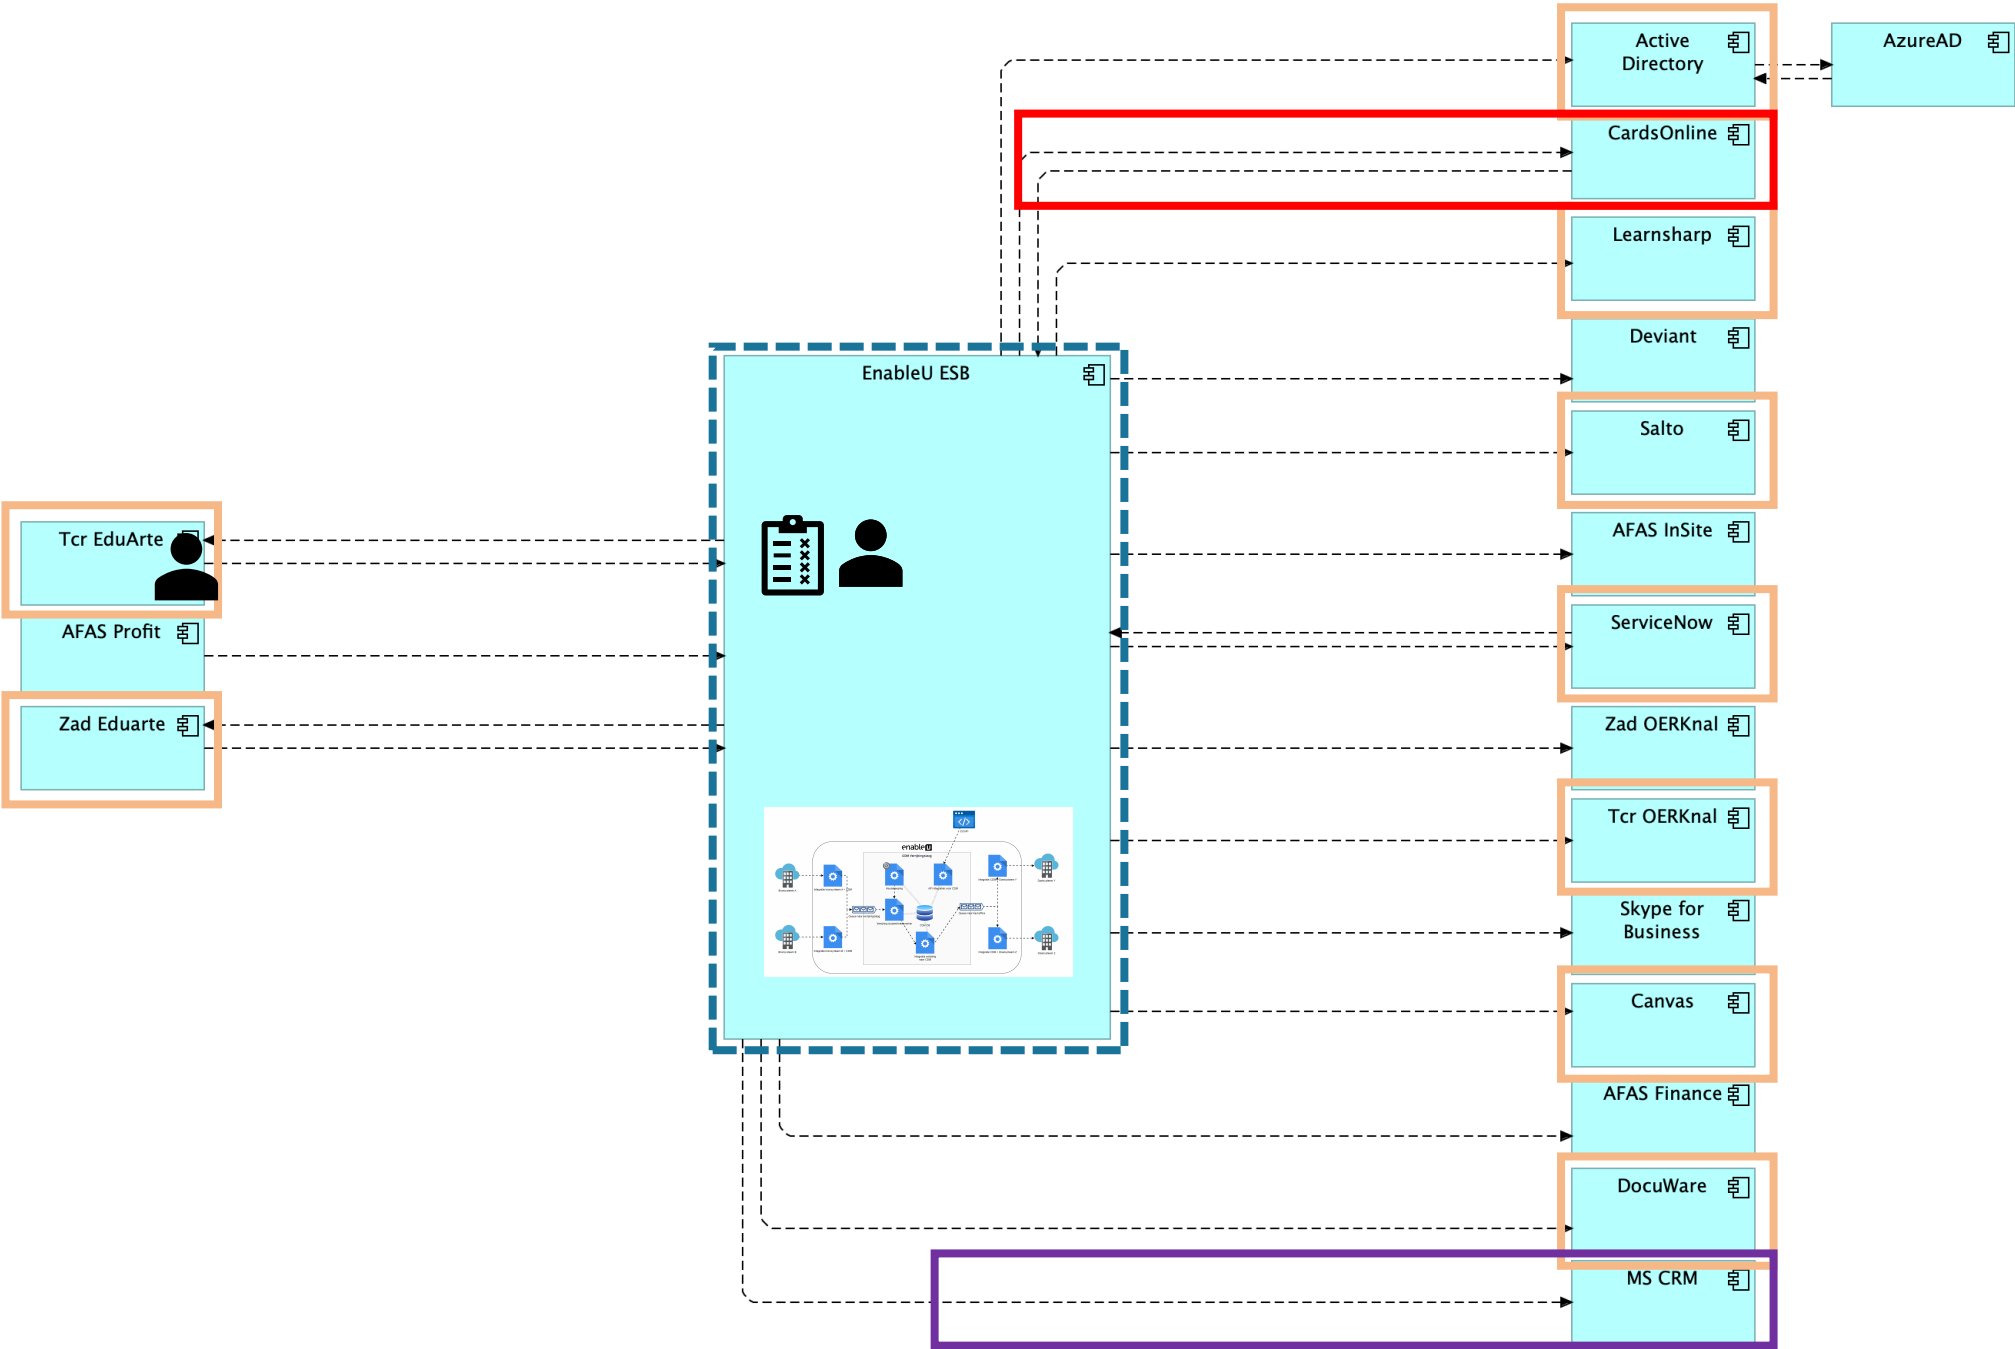 Active
Directory
AzureAD
CardsOnline
Learnsharp
Deviant
EnableU ESB
Salto
AFAS InSite
Tcr EduArte
ServiceNow
AFAS Profit
Zad Eduarte
Zad OERKnal
Tcr OERKnal
enableU
Skype for
Business
Canvas
AFAS Finance
DocuWare
MS CRM